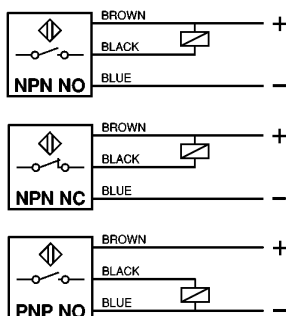 BROWN
+
BLACK
BLUE
NPN NO
−
BROWN
+
BLACK
BLUE
NPN NC
−
BROWN
+
BLACK
BLUE
PNP NO
−